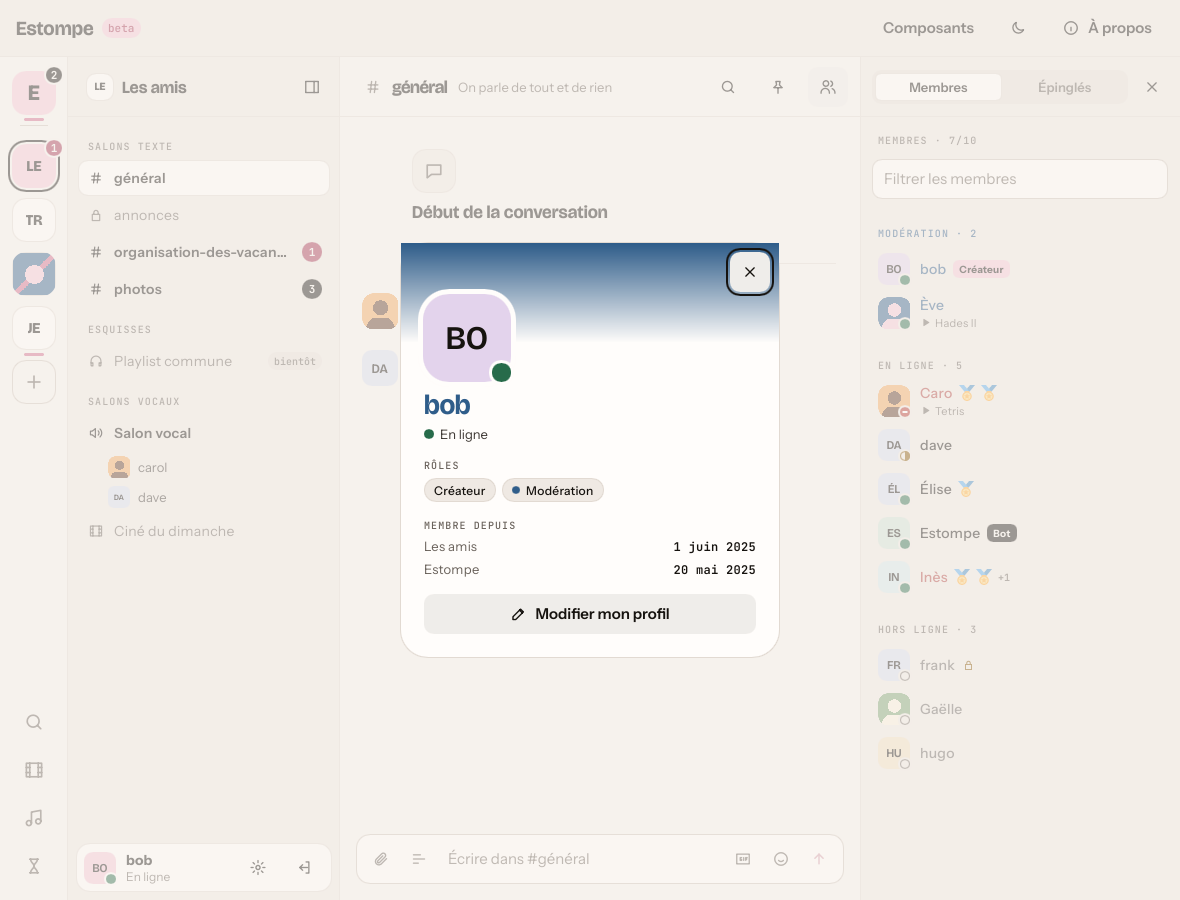 Estompe beta
Composants
À propos
E 2
LE 1
TR
JE
LE Les amis
SALONS TEXTE
# général
annonces
# organisation-des-vacan... 1
# photos 3
ESQUISSES
Playlist commune bientôt
SALONS VOCAUX
Salon vocal
carol
DA dave
Ciné du dimanche
BO bob
En ligne
# général On parle de tout et de rien
Début de la conversation
DA
BO
bob
En ligne
RÔLES
Créateur Modération
MEMBRE DEPUIS
Les amis 1 juin 2025
Estompe 20 mai 2025
Modifier mon profil
Écrire dans #général
GIF
Membres Épinglés
MEMBRES · 7/10
Filtrer les membres
MODÉRATION · 2
BO bob Créateur
Ève
Hades II
EN LIGNE · 5
Caro
Tetris
DA dave
ÉL Élise
ES Estompe Bot
IN Inès +1
HORS LIGNE · 3
FR frank
Gaëlle
HU hugo